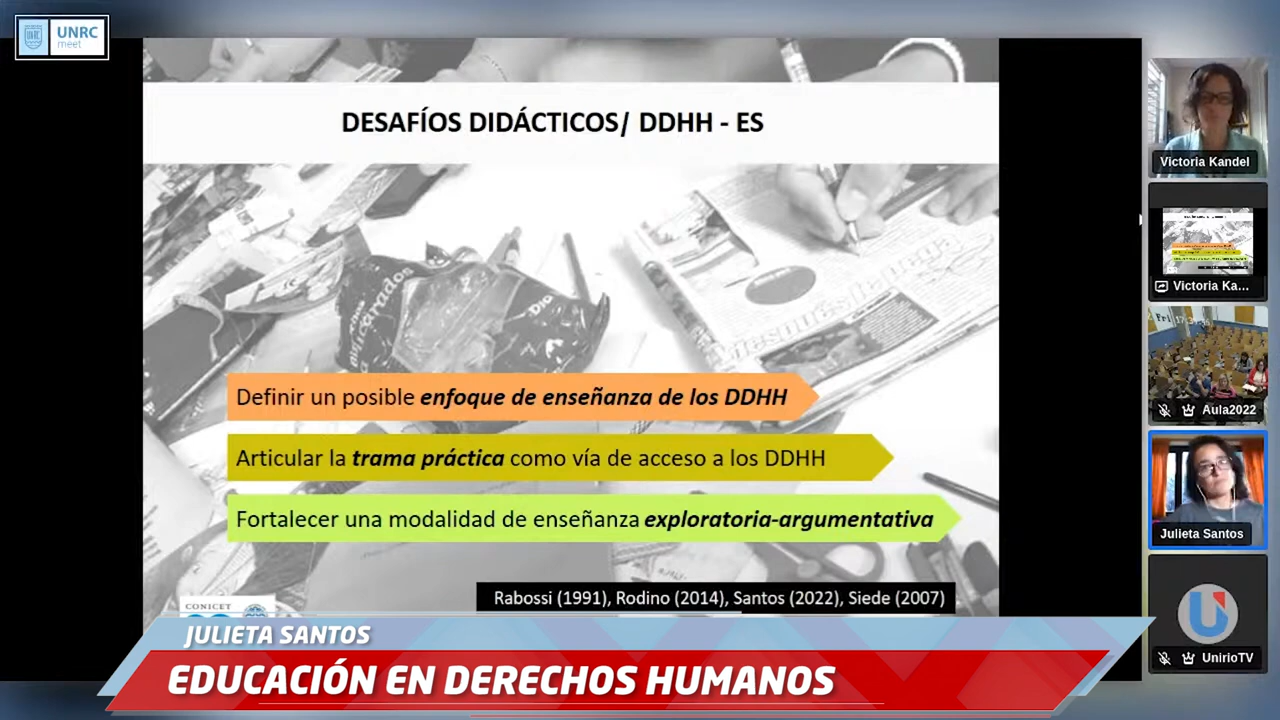 UNRC
meet
DESAFÍOS DIDÁCTICOS/ DDHH - ES
Definir un posible enfoque de enseñanza de los DDHH
Articular la trama práctica como vía de acceso a los DDHH
Fortalecer una modalidad de enseñanza exploratoria-argumentativa
Rabossi (1991), Rodino (2014), Santos (2022), Siede (2007)
CONICET
JULIETA SANTOS
EDUCACIÓN EN DERECHOS HUMANOS
Victoria Kandel
Victoria Ka...
Aula2022
Julieta Santos
UnirioTV